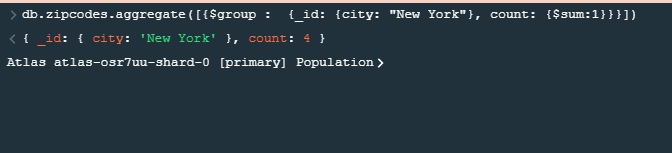 > db.zipcodes.aggregate([{$group :  {_id: {city: "New York"}, count: {$sum:1}}}])
< { _id: { city: 'New York' }, count: 4 }
Atlas atlas-osr7uu-shard-0 [primary] Population>